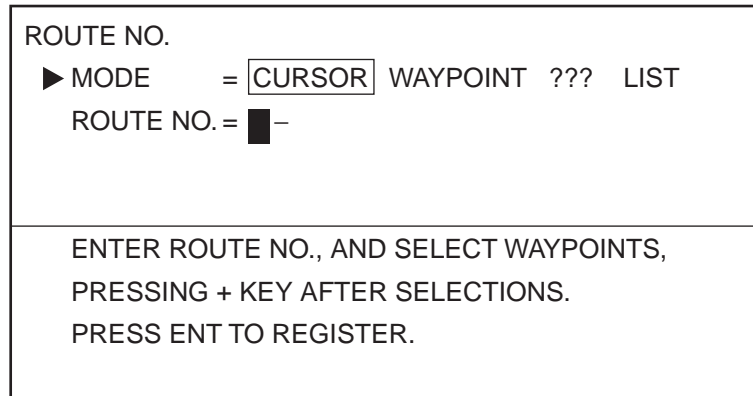 ROUTE NO.
▶ MODE = CURSOR WAYPOINT ??? LIST
ROUTE NO. = █–
ENTER ROUTE NO., AND SELECT WAYPOINTS,
PRESSING + KEY AFTER SELECTIONS.
PRESS ENT TO REGISTER.